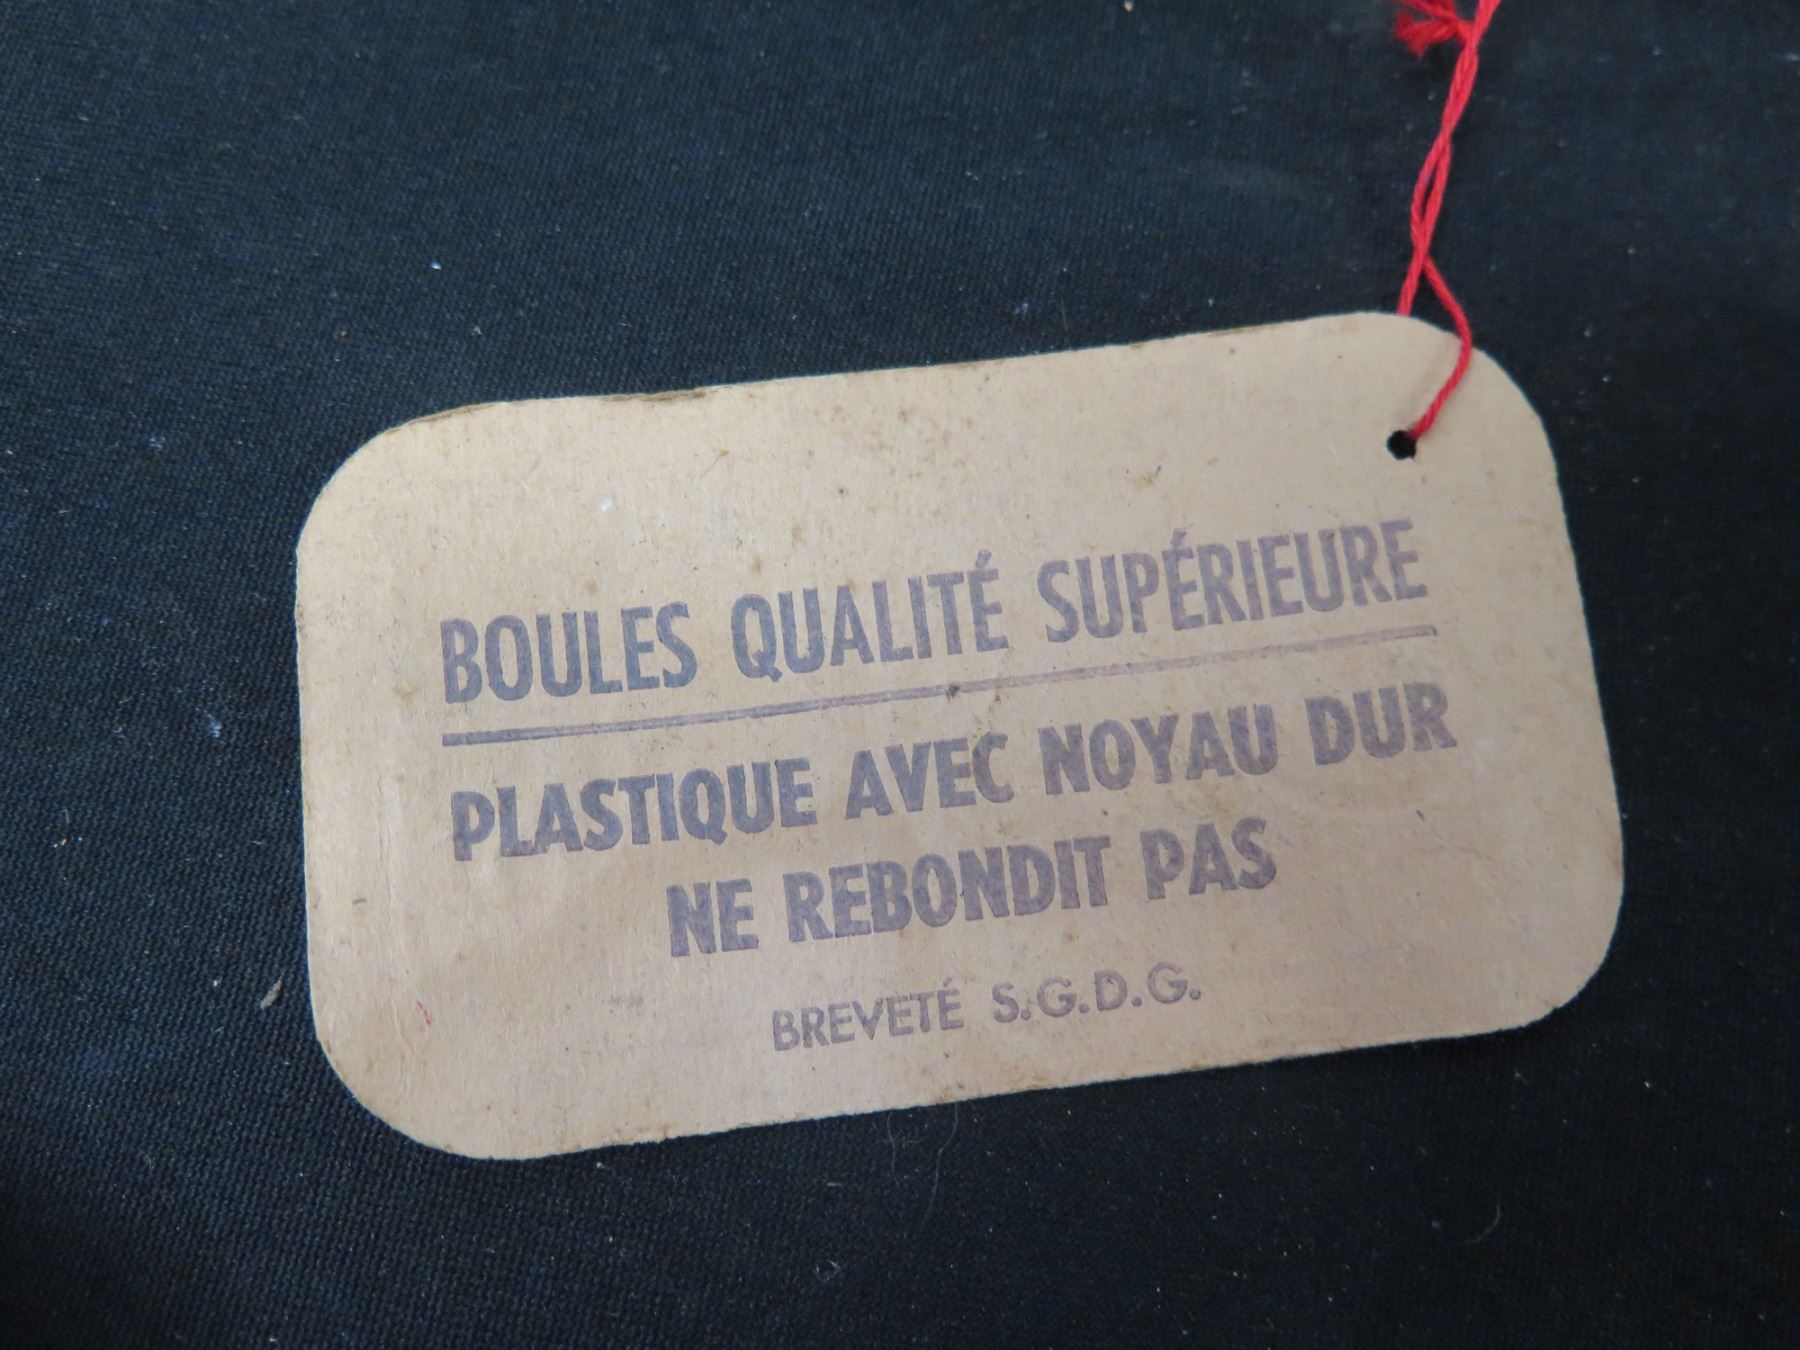 BOULES QUALITÉ SUPÉRIEURE
PLASTIQUE AVEC NOYAU DUR
NE REBONDIT PAS
BREVETÉ S.G.D.G.